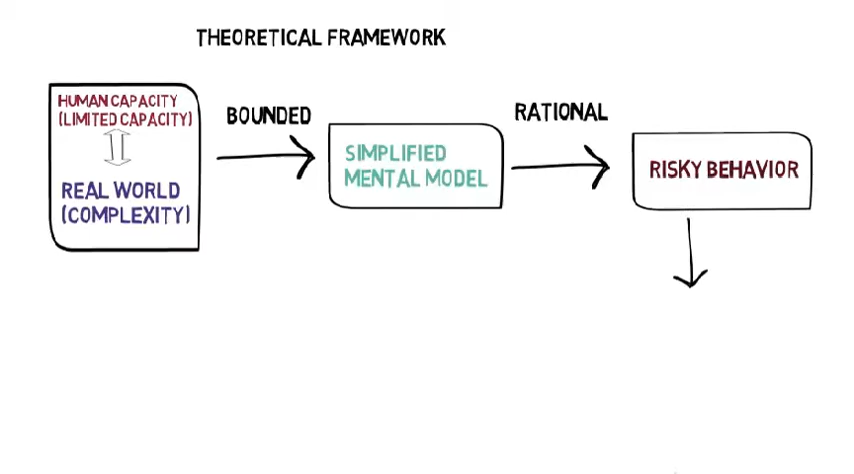 THEORETICAL FRAMEWORK
HUMAN CAPACITY
(LIMITED CAPACITY)
REAL WORLD
(COMPLEXITY)
BOUNDED
SIMPLIFIED
MENTAL MODEL
RATIONAL
RISKY BEHAVIOR